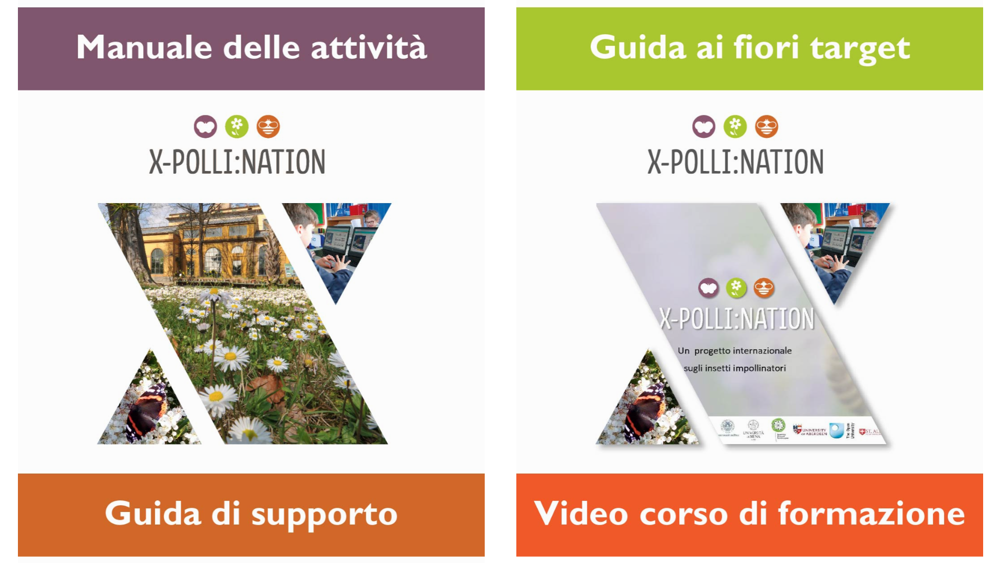 Manuale delle attività
X-POLLI:NATION
Guida di supporto
Guida ai fiori target
X-POLLI:NATION
X-POLLI:NATION
Un progetto internazionale
sugli insetti impollinatori
UNIVERSITÀ
DI SIENA
UNIVERSITY
OF ABERDEEN
The Open
University
Video corso di formazione